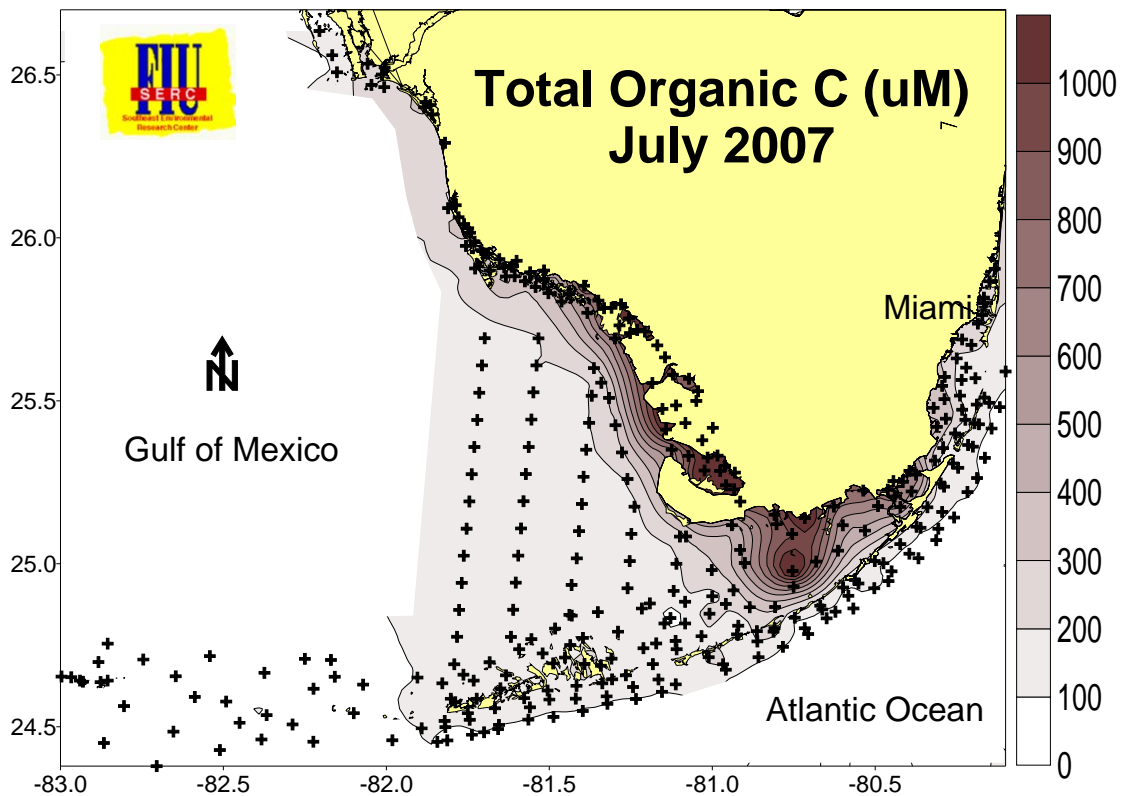 FIU
SERC
Southeast Environmental
Research Center
Total Organic C (uM)
July 2007
Miami
N
Gulf of Mexico
Atlantic Ocean
26.5
26.0
25.5
25.0
24.5
-83.0
-82.5
-82.0
-81.5
-81.0
-80.5
1000
900
800
700
600
500
400
300
200
100
0